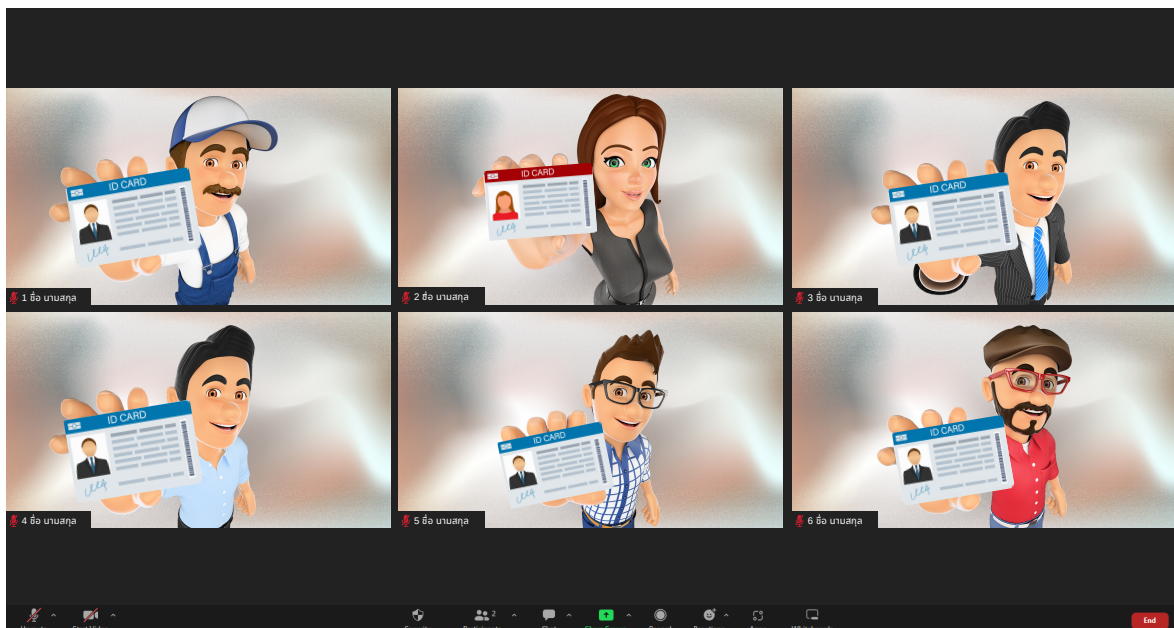 ID CARD
ID CARD
ID CARD
1 ชื่อ นามสกุล
2 ชื่อ นามสกุล
3 ชื่อ นามสกุล
ID CARD
ID CARD
ID CARD
4 ชื่อ นามสกุล
5 ชื่อ นามสกุล
6 ชื่อ นามสกุล
2
End